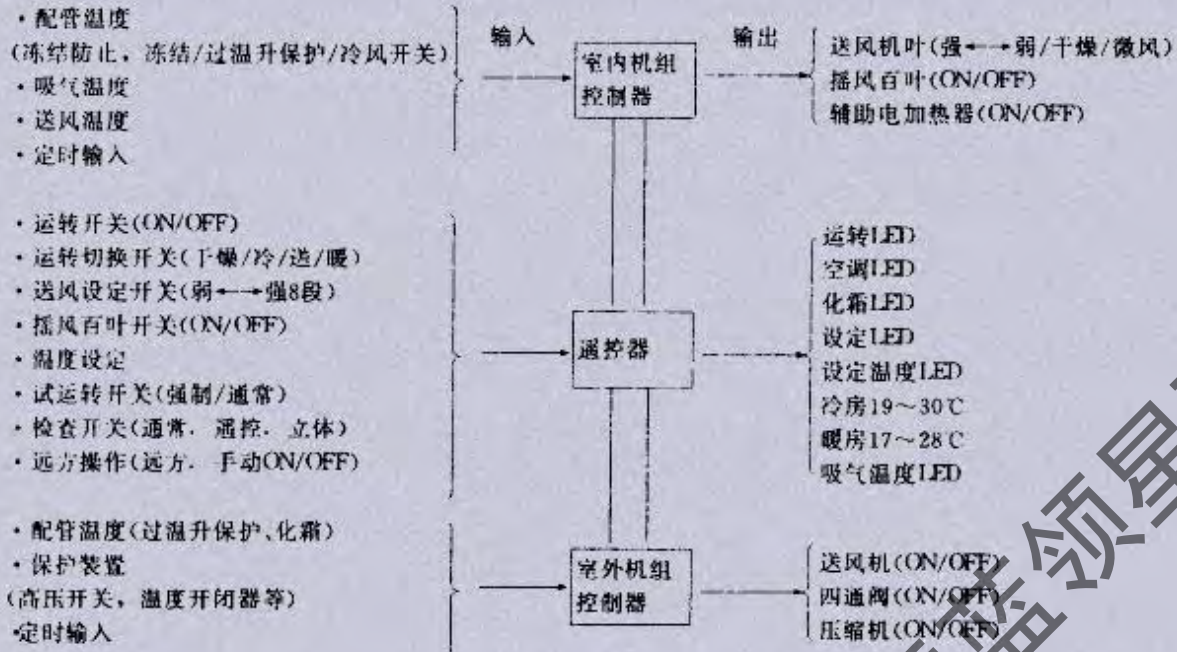 ・配管温度
(冻结防止，冻结/过温升保护/冷风开关)
・吸气温度
・送风温度
・定时输入
输入
室内机组
控制器
输出
送风机叶(强←→弱/干燥/微风)
摇风百叶(ON/OFF)
辅助电加热器(ON/OFF)
・运转开关(ON/OFF)
・运转切换开关(干燥/冷/送/暖)
・送风设定开关(弱←→强8段)
・摇风百叶开关(ON/OFF)
・温度设定
・试运转开关(强制/通常)
・检查开关(通常．遥控．立体)
・远方操作(远方．手动ON/OFF)
遥控器
运转LED
空调LED
化霜LED
设定LED
设定温度LED
冷房19～30℃
暖房17～28℃
吸气温度LED
・配管温度(过温升保护、化霜)
・保护装置
(高压开关，温度开闭器等)
・定时输入
室外机组
控制器
送风机(ON/OFF)
四通阀(ON/OFF)
压缩机(ON/OFF)
蓝领星